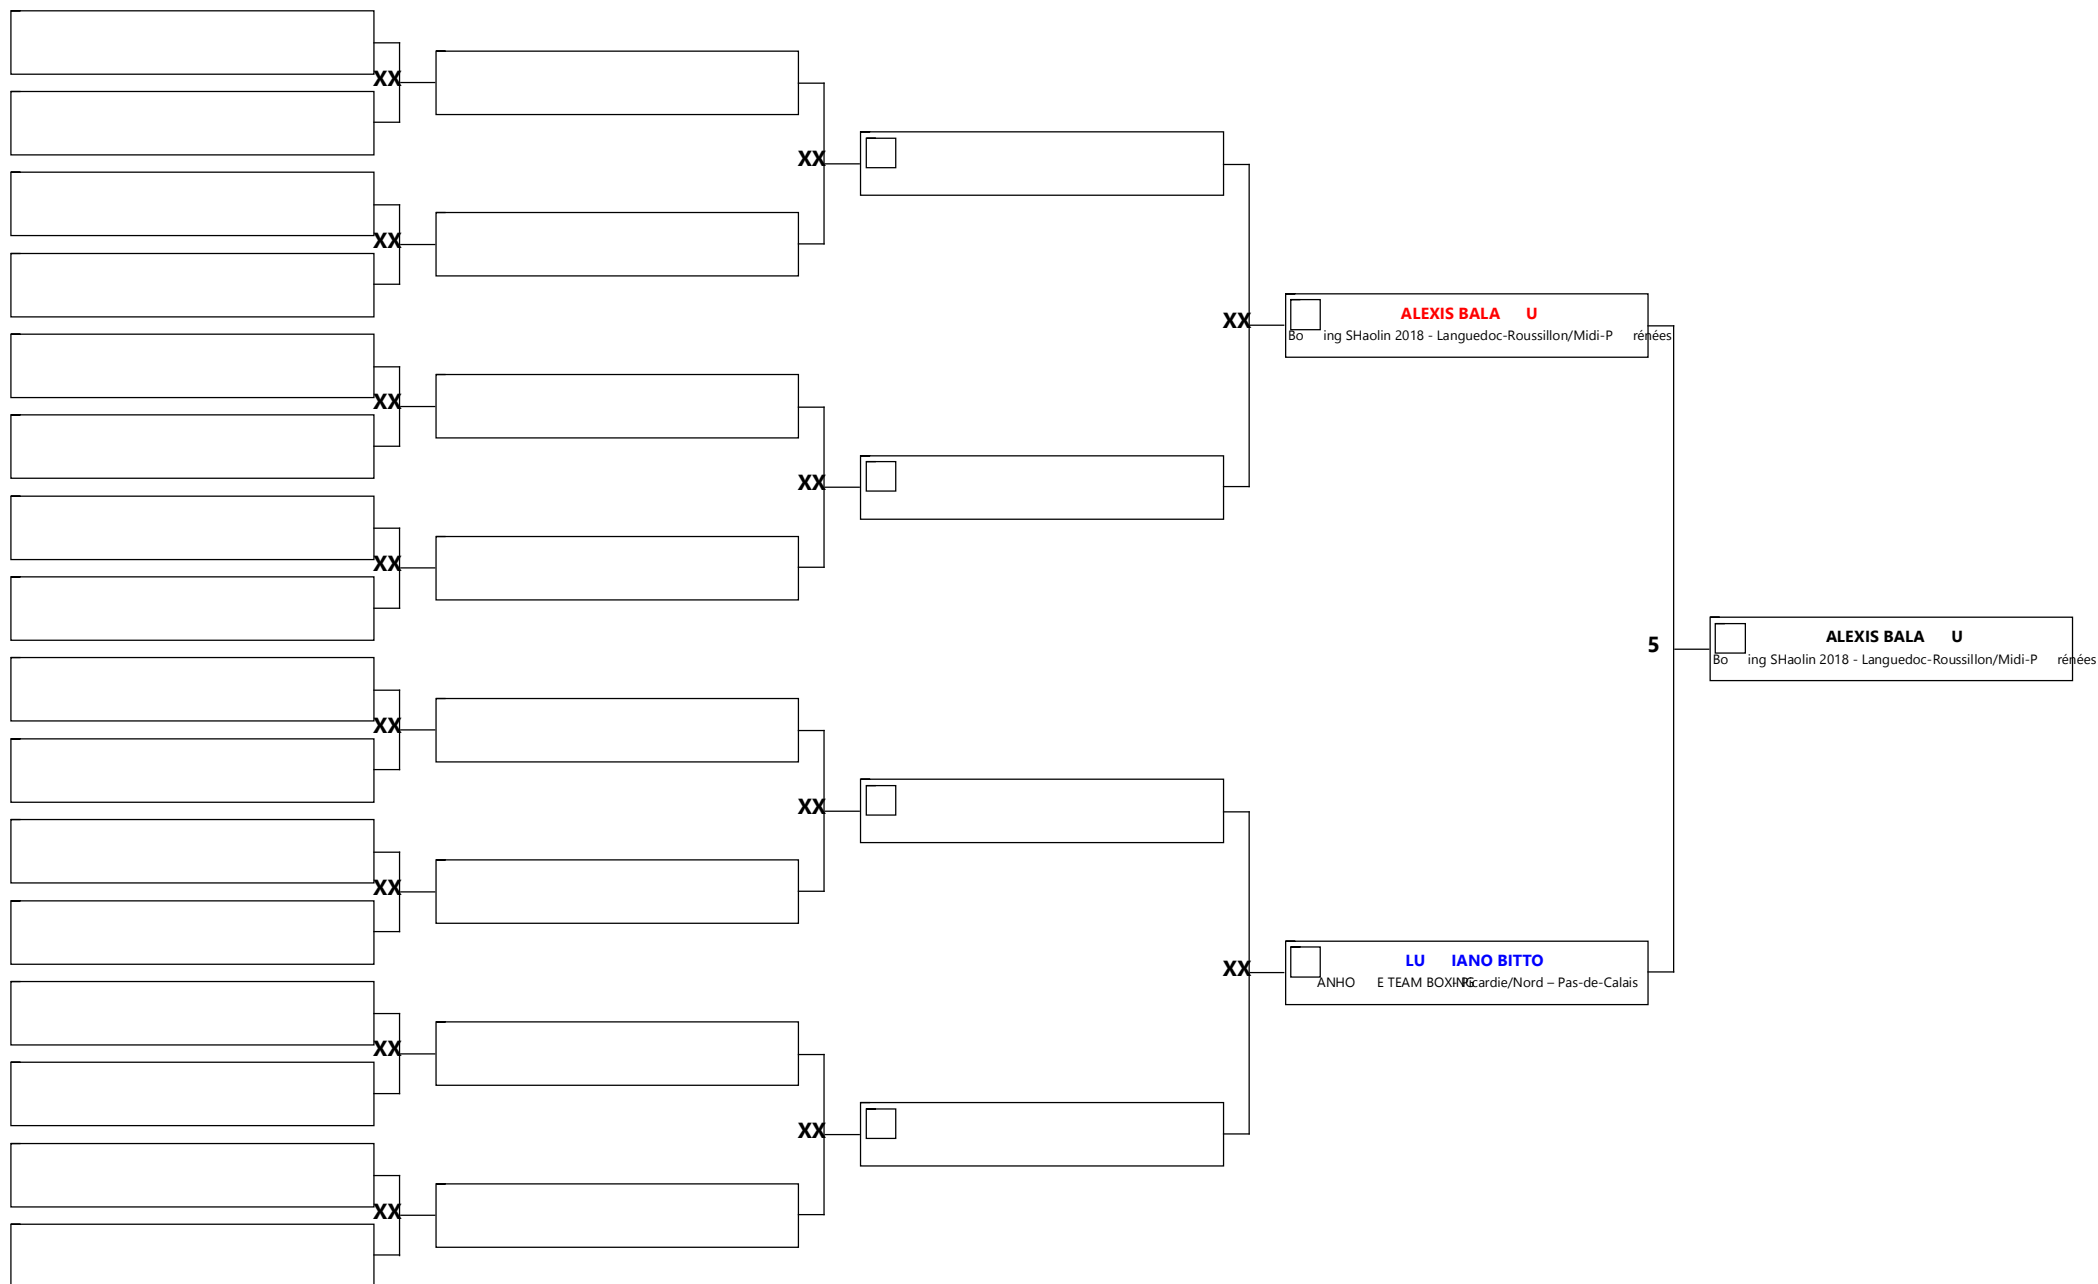 XX
XX
XX
XX
XX
ALEXIS BALA U
XX
Bo ing SHaolin 2018 - Languedoc-Roussillon/Midi-P rénées
XX
XX
XX
ALEXIS BALA U
5
Bo ing SHaolin 2018 - Languedoc-Roussillon/Midi-P rénées
XX
XX
XX
LU IANO BITTO
XX
ANHO E TEAM BOXING - Picardie/Nord – Pas-de-Calais
XX
XX
XX